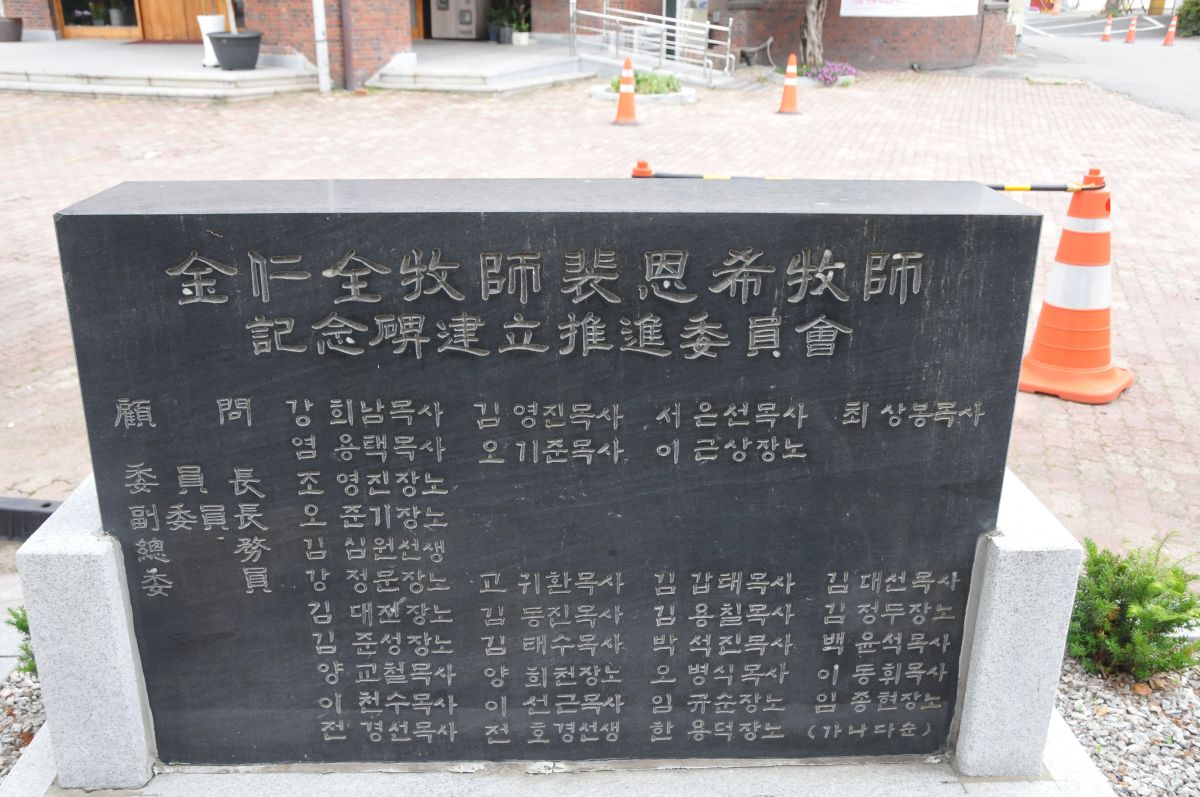 金仁全牧師裴恩希牧師
記念碑建立推進委員會
顧 問 강희남목사 김영진목사 서은선목사 최상봉목사
염용택목사 오기준목사 이근상장노
委員長 조영진장노
副委員長 오준기장노
總 務 김심원선생
委 員 강정문장노 고귀환목사 김갑태목사 김대선목사
김대전장노 김동진목사 김용칠목사 김정두장노
김준성장노 김태수목사 박석진목사 백윤석목사
양교철목사 양희천장노 오병식목사 이동휘목사
이천수목사 이선근목사 임규순장노 임종현장노
전경선목사 전호경선생 한용덕장노 (가나다순)